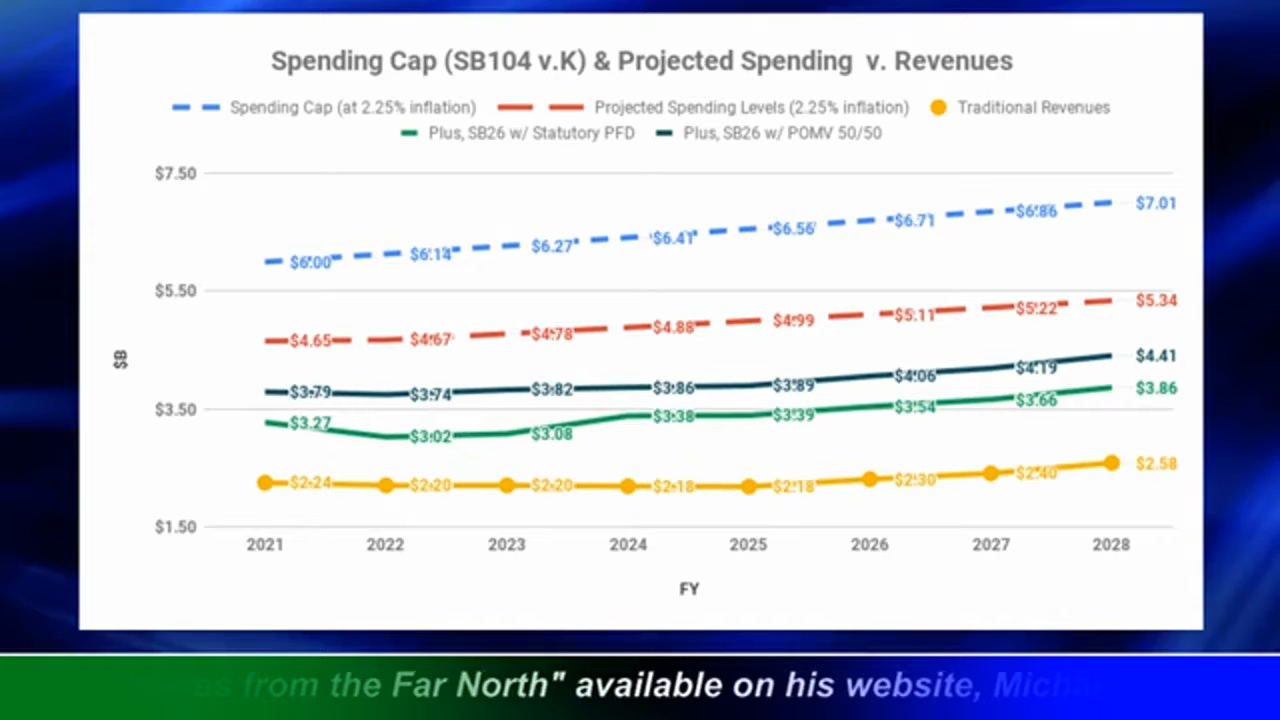 Spending Cap (SB104 v.K) & Projected Spending v. Revenues
Spending Cap (at 2.25% inflation) Projected Spending Levels (2.25% inflation) Traditional Revenues
Plus, SB26 w/ Statutory PFD Plus, SB26 w/ POMV 50/50
$7.50
$6.00 $6.14 $6.27 $6.41 $6.56 $6.71 $6.86 $7.01
$5.50
$4.65 $4.67 $4.78 $4.88 $4.99 $5.11 $5.22 $5.34
$B
$3.79 $3.74 $3.82 $3.86 $3.89 $4.06 $4.19 $4.41
$3.50
$3.27 $3.02 $3.08 $3.38 $3.39 $3.54 $3.66 $3.86
$2.24 $2.20 $2.20 $2.18 $2.18 $2.30 $2.40 $2.58
$1.50
2021 2022 2023 2024 2025 2026 2027 2028
FY
es from the Far North" available on his website, Micha